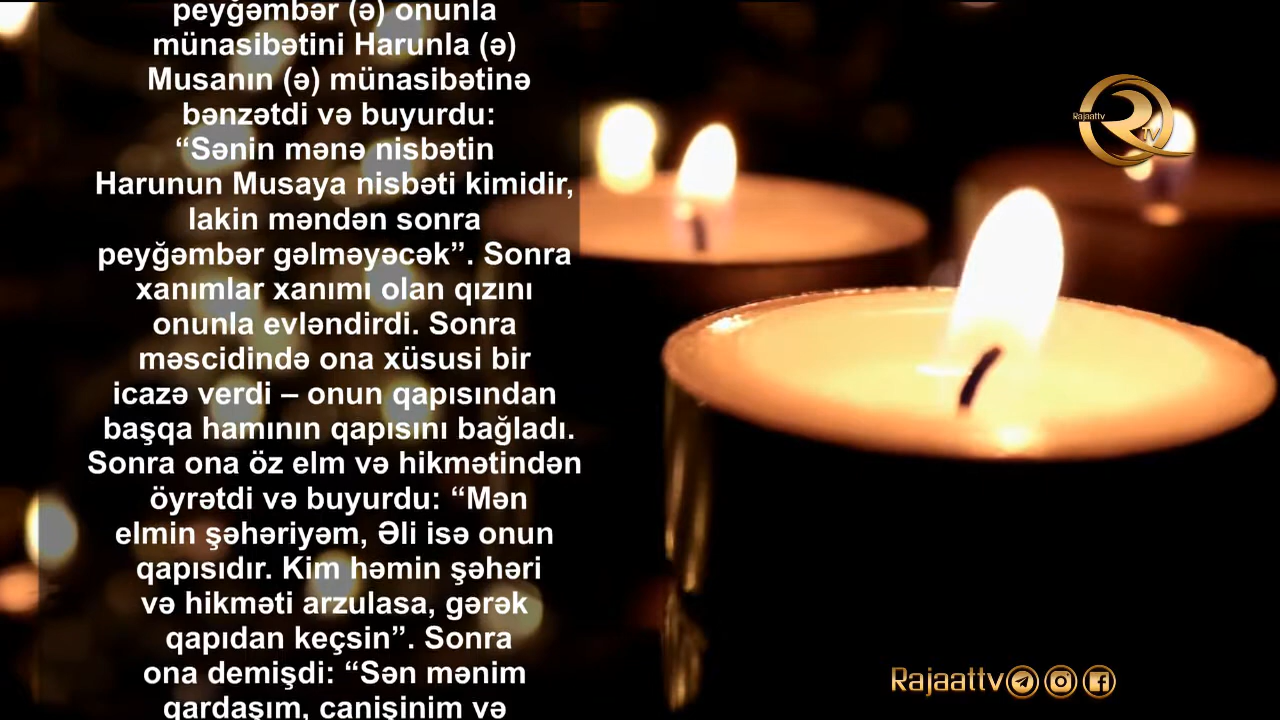 peyğəmbər (ə) onunla
münasibətini Harunla (ə)
Musanın (ə) münasibətinə
bənzətdi və buyurdu:
“Sənin mənə nisbətin
Harunun Musaya nisbəti kimidir,
lakin məndən sonra
peyğəmbər gəlməyəcək”. Sonra
xanımlar xanımı olan qızını
onunla evləndirdi. Sonra
məscidində ona xüsusi bir
icazə verdi – onun qapısından
başqa hamının qapısını bağladı.
Sonra ona öz elm və hikmətindən
öyrətdi və buyurdu: “Mən
elmin şəhəriyəm, Əli isə onun
qapısıdır. Kim həmin şəhəri
və hikməti arzulasa, gərək
qapıdan keçsin”. Sonra
ona demişdi: “Sən mənim
qardaşım, canişinim və
Rajaattv
R TV
Rajaattv